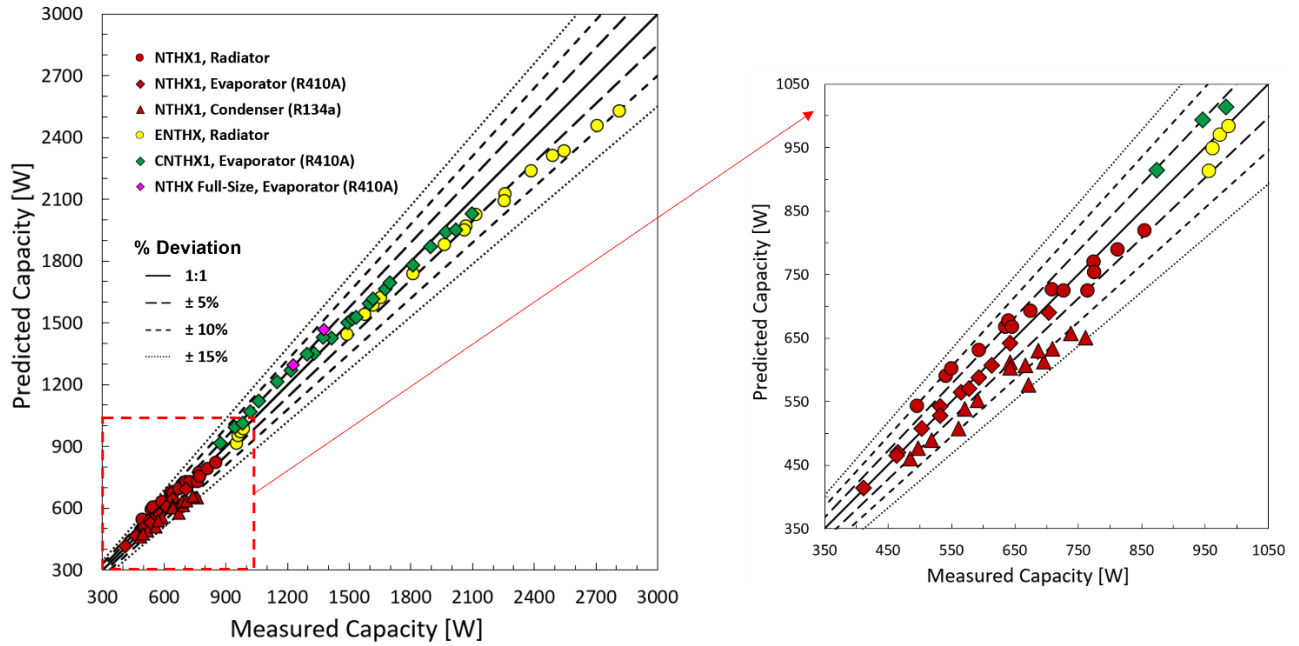 3000
2700
2400
2100
1800
1500
1200
900
600
300
Predicted Capacity [W]
NTHX1, Radiator
NTHX1, Evaporator (R410A)
NTHX1, Condenser (R134a)
ENTHX, Radiator
CNTHX1, Evaporator (R410A)
NTHX Full-Size, Evaporator (R410A)
% Deviation
1:1
± 5%
± 10%
± 15%
300 600 900 1200 1500 1800 2100 2400 2700 3000
Measured Capacity [W]
1050
950
850
750
650
550
450
350
Predicted Capacity [W]
350 450 550 650 750 850 950 1050
Measured Capacity [W]